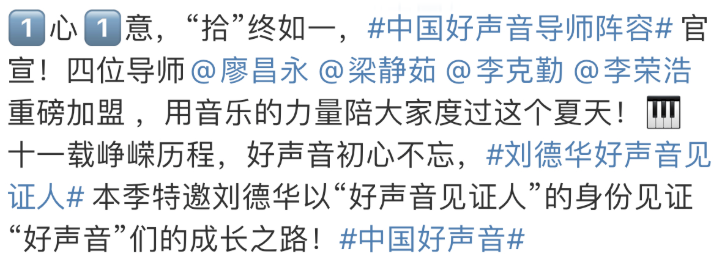 1️⃣心1️⃣意，“拾”终如一，#中国好声音导师阵容# 官
宣！四位导师@廖昌永 @梁静茹 @李克勤 @李荣浩
重磅加盟 ，用音乐的力量陪大家度过这个夏天！🎹
十一载峥嵘历程，好声音初心不忘，#刘德华好声音见
证人# 本季特邀刘德华以“好声音见证人”的身份见证
“好声音”们的成长之路！#中国好声音#